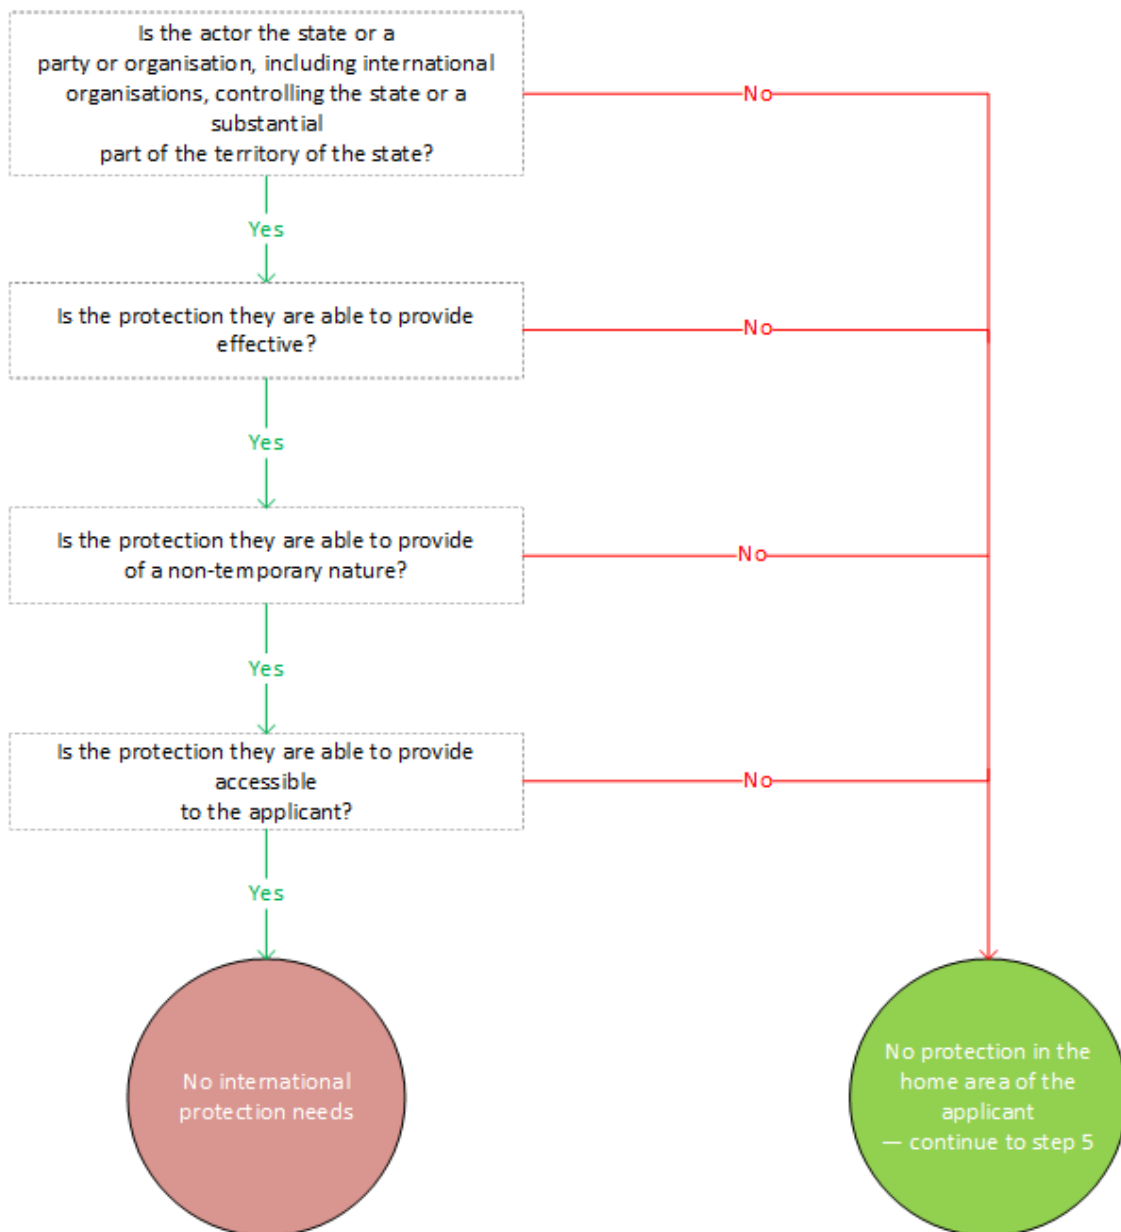 Is the actor the state or a
party or organisation, including international
organisations, controlling the state or a
substantial
part of the territory of the state?
No
Yes
Is the protection they are able to provide
effective?
No
Yes
Is the protection they are able to provide
of a non-temporary nature?
No
Yes
Is the protection they are able to provide
accessible
to the applicant?
No
Yes
No international
protection needs
No protection in the
home area of the
applicant
— continue to step 5